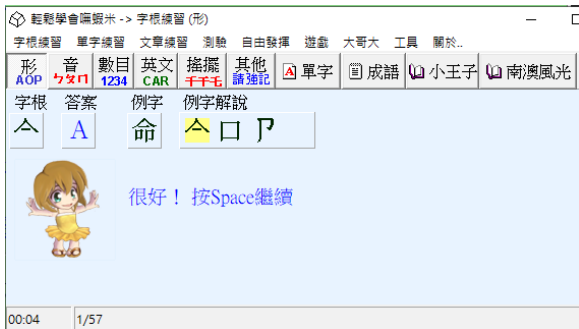 輕鬆學會嘸蝦米 -> 字根練習 (形)
字根練習 單字練習 文章練習 測驗 自由發揮 遊戲 大哥大 工具 關於..
形 音 數目 英文 搖擺 其他 A 單字 成語 小王子 南澳風光
AOP ㄅㄆㄇ 1234 CAR 千手毛 請強記
字根 答案 例字 例字解說
亼 A 命 亼 口 卩
很好！ 按Space繼續
00:04 1/57